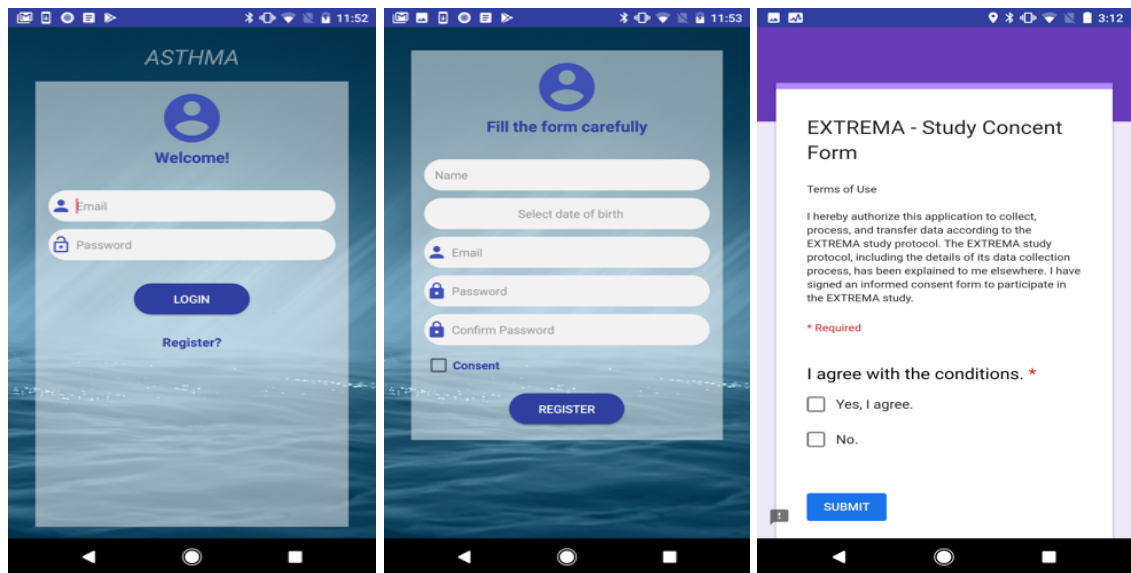 11:52
ASTHMA
Welcome!
Email
Password
LOGIN
Register?
11:53
Fill the form carefully
Name
Select date of birth
Email
Password
Confirm Password
Consent
REGISTER
3:12
EXTREMA - Study Concent
Form
Terms of Use
I hereby authorize this application to collect,
process, and transfer data according to the
EXTREMA study protocol. The EXTREMA study
protocol, including the details of its data collection
process, has been explained to me elsewhere. I have
signed an informed consent form to participate in
the EXTREMA study.
* Required
I agree with the conditions. *
Yes, I agree.
No.
SUBMIT